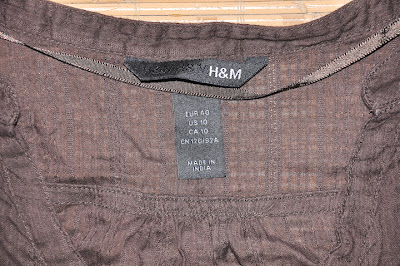 H&M
EUR 40
US 10
CA 10
CN 170/92A
MADE IN
INDIA